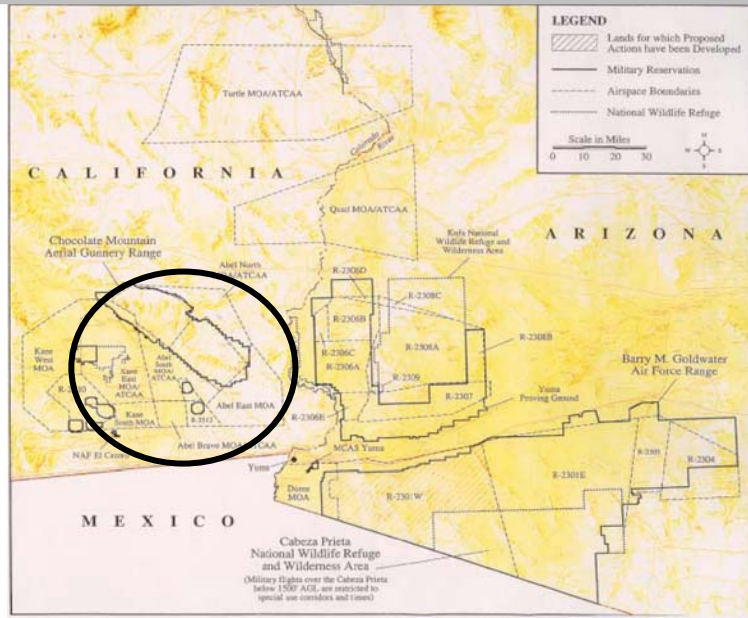 LEGEND
Lands for which Proposed
Actions have been Developed
Military Reservation
Airspace Boundaries
National Wildlife Refuge
Scale in Miles
0 10 20 30
N
W
E
S
Turtle MOA/ATCAA
Colorado
River
CALIFORNIA
Quad MOA/ATCAA
ARIZONA
Kofa National
Wildlife Refuge and
Wilderness Area
Chocolate Mountain
Aerial Gunnery Range
Abel North
MOA/ATCAA
R-2306D
R-2308C
R-2306B
R-2308A
R-2308B
R-2306C
R-2306A
R-2309
R-2307
R-2306E
Barry M. Goldwater
Air Force Range
Yuma
Proving Ground
Kane
West
MOA
Kane
East
MOA/
ATCAA
Abel
South
MOA/
ATCAA
Abel East MOA
R-2512
Kane
South MOA
Abel Bravo MOA/ATCAA
NAF El Centro
MCAS Yuma
Yuma
Dome
MOA
R-2301W
R-2301E
R-2304
MEXICO
Cabeza Prieta
National Wildlife Refuge
and Wilderness Area
(Military flights over the Cabeza Prieta
below 1500' AGL are restricted to
special use corridors and times)